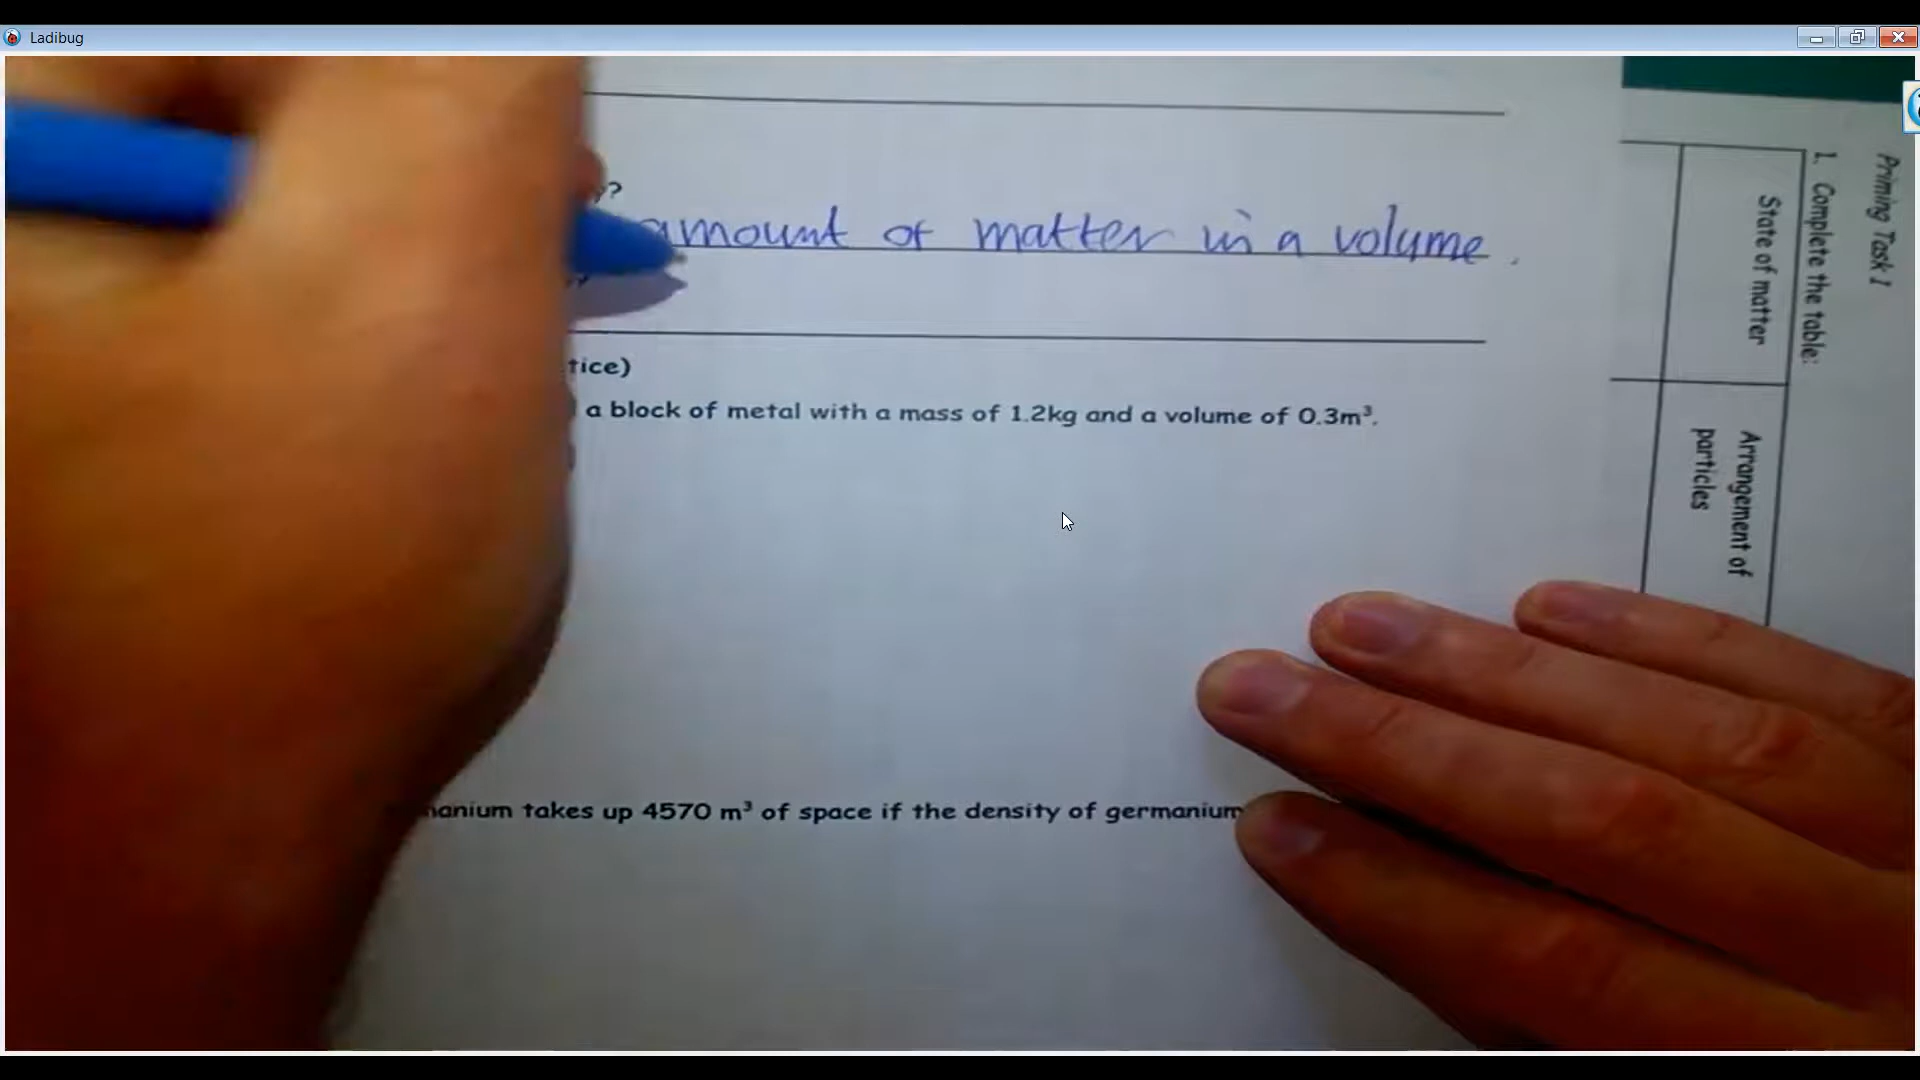 Ladibug
y?
amount of matter in a volume.
tice)
a block of metal with a mass of 1.2kg and a volume of 0.3m³.
manium takes up 4570 m³ of space if the density of germanium
Priming Task 1
1. Complete the table:
State of matter
Arrangement of
particles